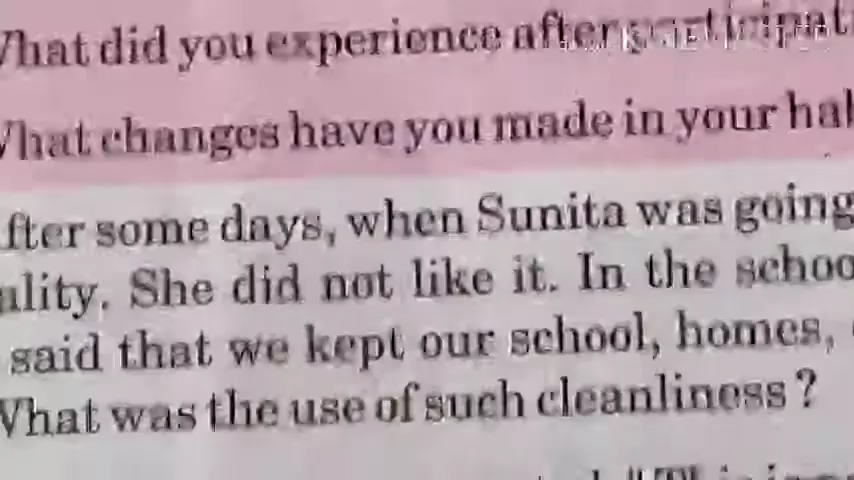 What did you experience after participat
What changes have you made in your hal
fter some days, when Sunita was going
ality. She did not like it. In the schoo
said that we kept our school, homes,
What was the use of such cleanliness?